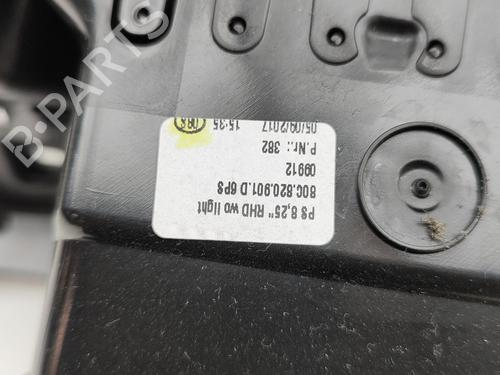 PS 8,25" RHD wo light
80C.820.901.D 6PS
09912
P.Nr.: 382
05/09/2017 15:35
B-PARTS